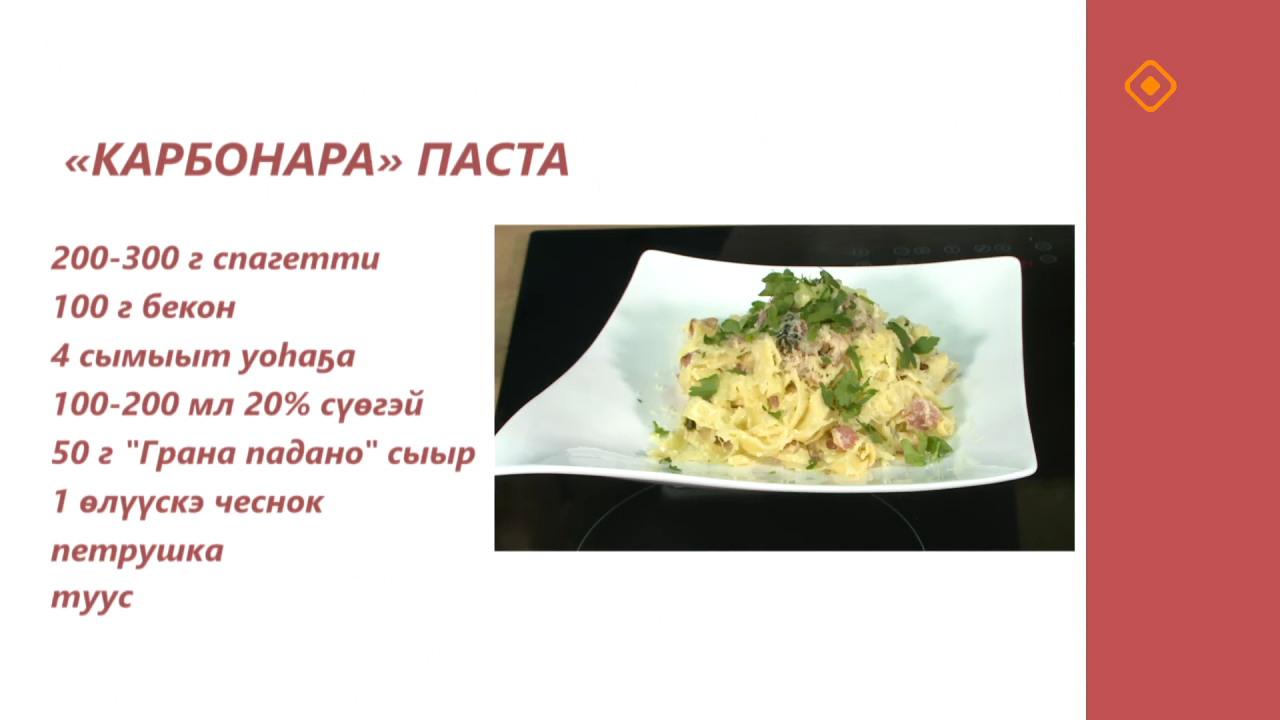 «КАРБОНАРА» ПАСТА
200-300 г спагетти
100 г бекон
4 сымыыт уоһаҕа
100-200 мл 20% сүөгэй
50 г "Грана падано" сыыр
1 өлүүскэ чеснок
петрушка
туус